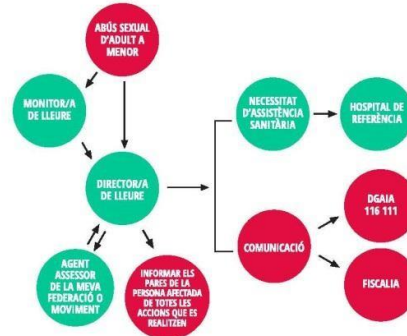 ABÚS SEXUAL
D'ADULT A
MENOR
MONITOR/A
DE LLEURE
DIRECTOR/A
DE LLEURE
AGENT
ASSESSOR
DE LA MEVA
FEDERACIÓ O
MOVIMENT
INFORMAR ELS
PARES DE LA
PERSONA AFECTADA
DE TOTES LES
ACCIONS QUE ES
REALITZEN
NECESSITAT
D'ASSISTÈNCIA
SANITÀRIA
HOSPITAL DE
REFERÈNCIA
COMUNICACIÓ
DGAIA
116 111
FISCALIA